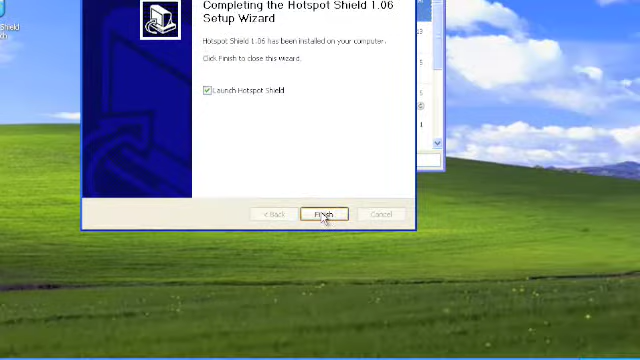 Completing the Hotspot Shield 1.06
Setup Wizard
Shield
Hotspot Shield 1.06 has been installed on your computer.
Click Finish to close this wizard.
Launch Hotspot Shield
< Back
Finish
Cancel